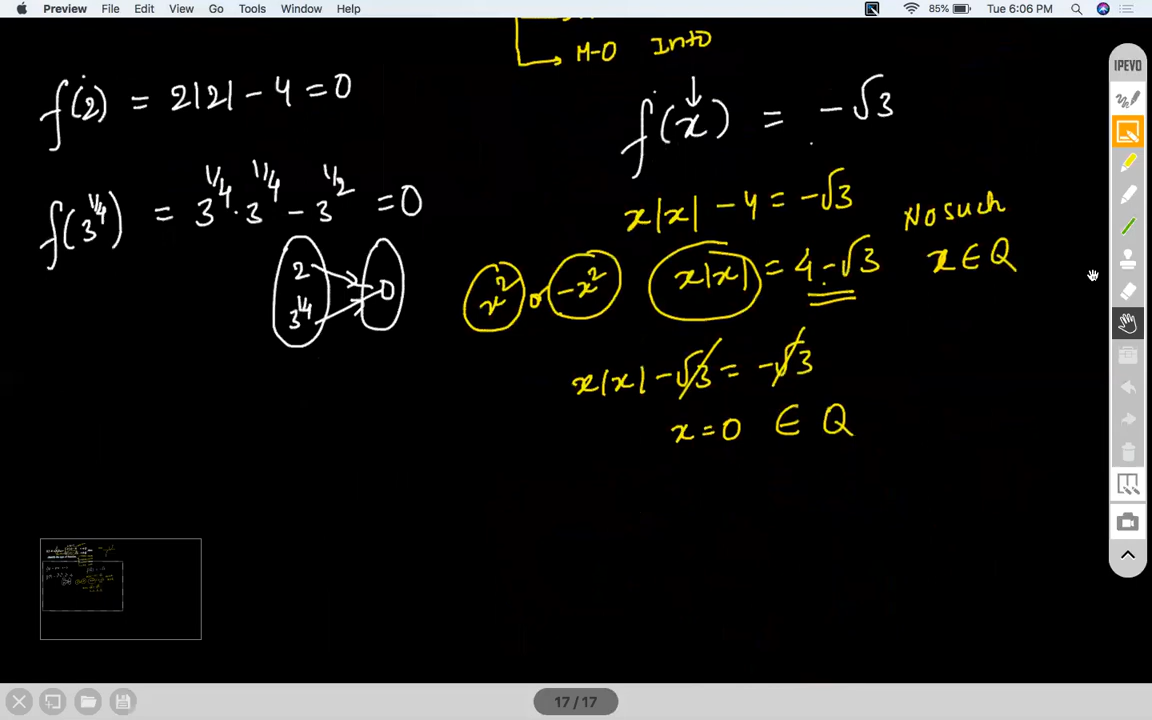 Preview File Edit View Go Tools Window Help 85% Tue 6:06 PM
M-O Into
IPEVO
f(2) = 2|2| - 4 = 0
f(x) = -√3
f(3^1/4) = 3^1/4 · 3^1/4 - 3^1/2 = 0
x|x| - 4 = -√3
No such
x ∈ Q
2
3^1/4
0
x² or -x²
x|x| = 4 - √3
x|x| - √3 = -√3
x = 0 ∈ Q
17 / 17